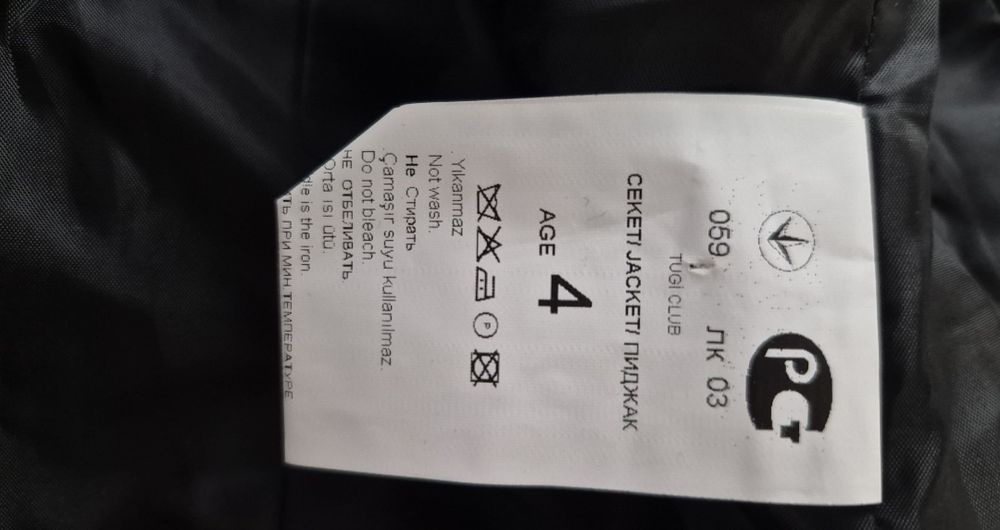 РСТ
059 ЛК 03
TUGİ CLUB
CEKET/ JACKET/ ПИДЖАК
AGE 4
P
. Yıkanmaz
Not wash.
Не Стирать
.Çamaşır suyu kullanılmaz.
Do not bleach
НЕ ОТБЕЛИВАТЬ.
Orta ısı ütü.
is the iron.
ПРИ МИН.ТЕМПЕРАТУРЕ